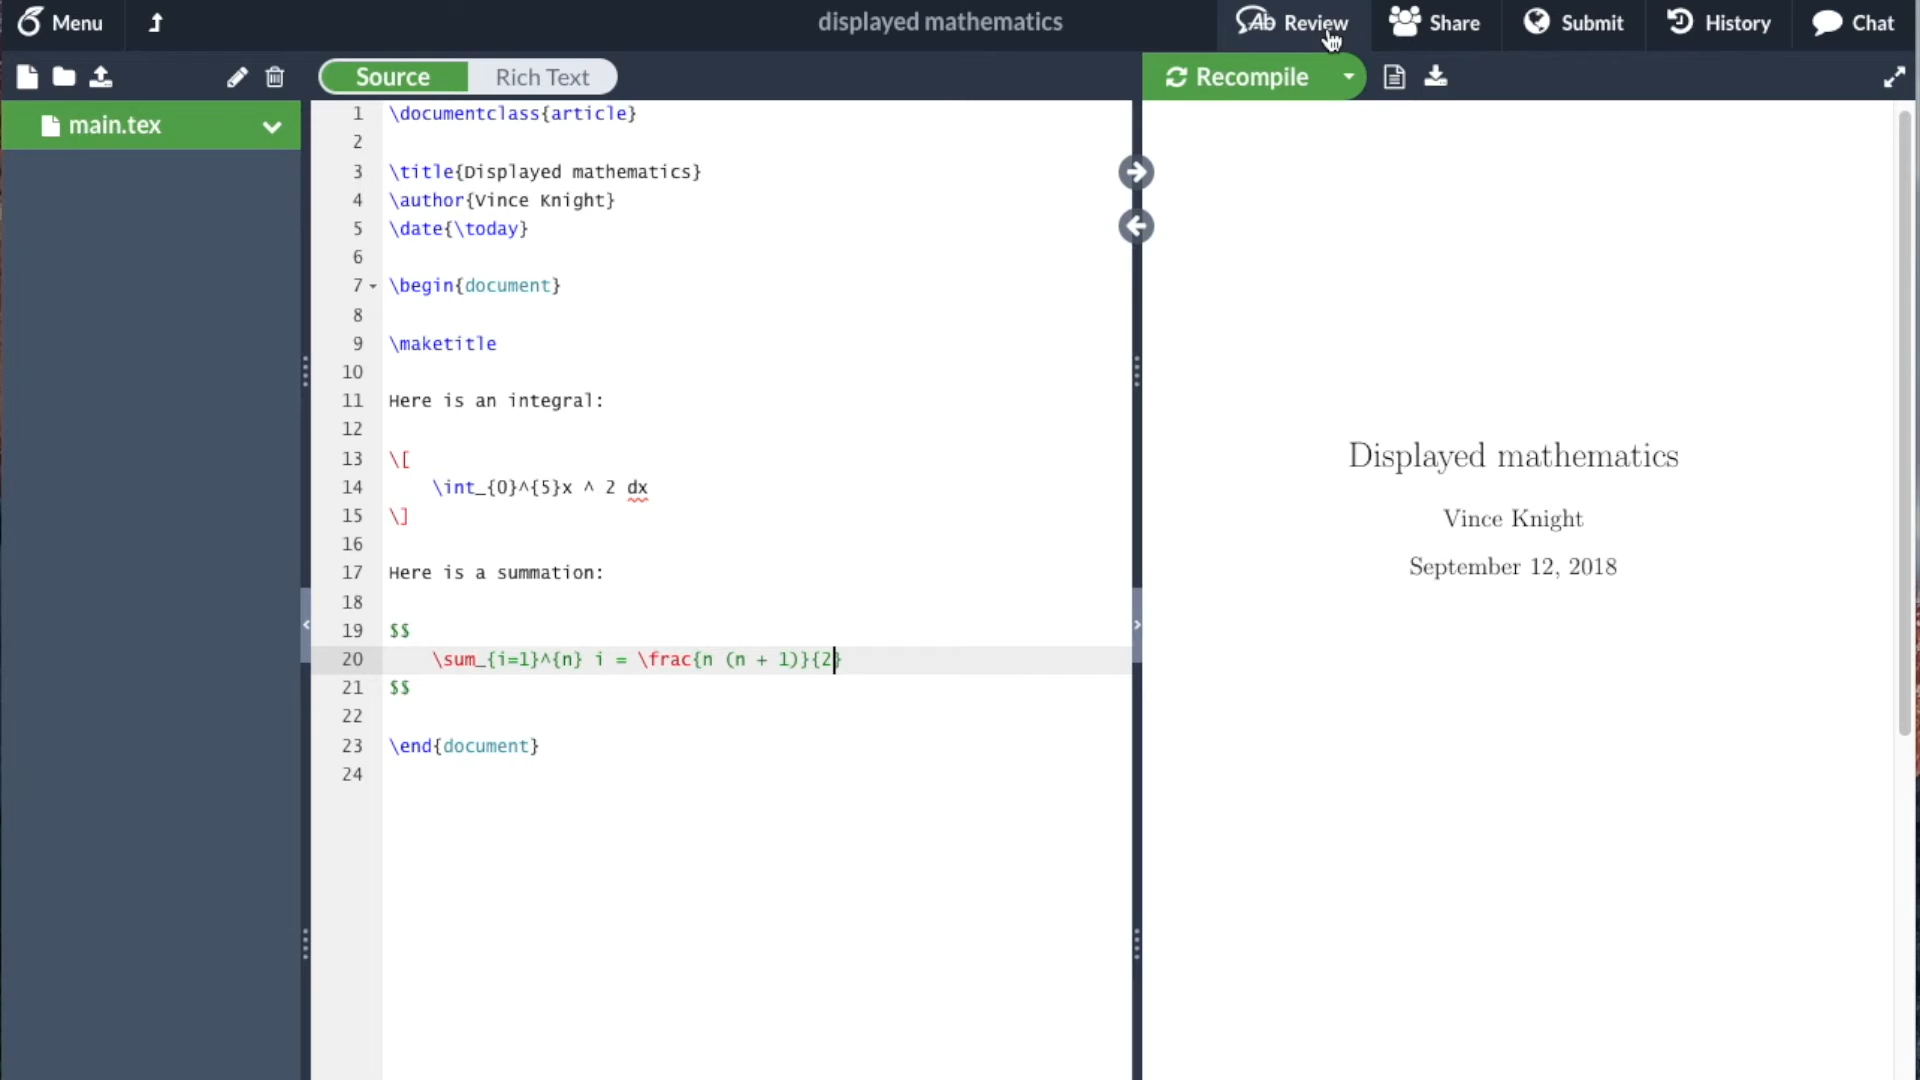 Menu
displayed mathematics
Ab Review
Share
Submit
History
Chat
Source
Rich Text
Recompile
main.tex
1 \documentclass{article}
2
3 \title{Displayed mathematics}
4 \author{Vince Knight}
5 \date{\today}
6
7 \begin{document}
8
9 \maketitle
10
11 Here is an integral:
12
13 \[
14 \int_{0}^{5}x ^ 2 dx
15 \]
16
17 Here is a summation:
18
19 $$
20 \sum_{i=1}^{n} i = \frac{n (n + 1)}{2}
21 $$
22
23 \end{document}
24
Displayed mathematics
Vince Knight
September 12, 2018